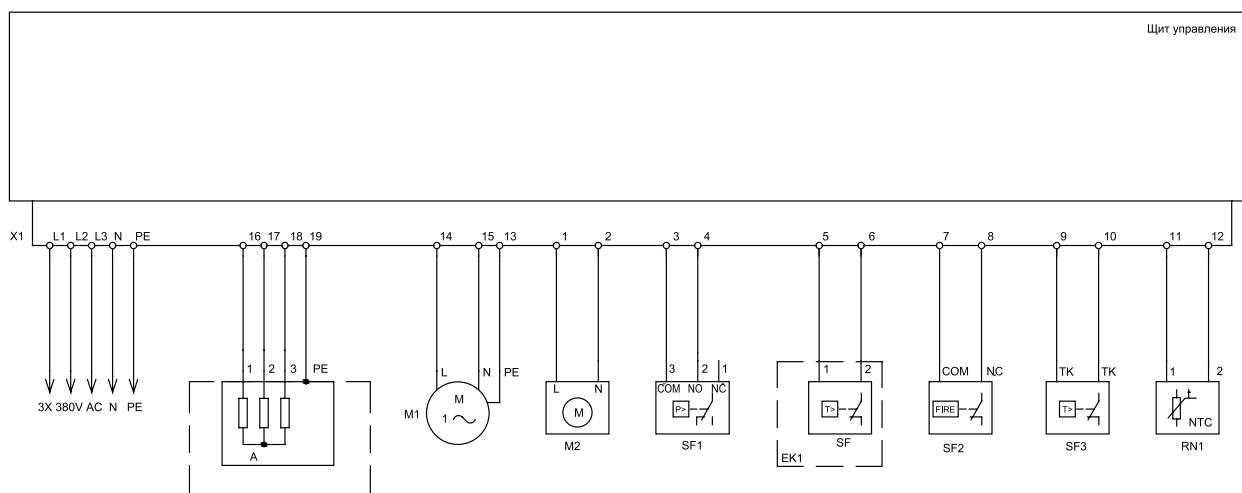 Щит управления
X1 L1 L2 L3 N PE 16 17 18 19 14 15 13 1 2 3 4 5 6 7 8 9 10 11 12
1 2 3 PE L N PE L N 3 2 1 1 2 COM NC TK TK 1 2
COM NO NC
3X 380V AC N PE
M1 M 1 M P> T> FIRE T> t NTC
A M2 SF1 SF SF2 SF3 RN1
EK1